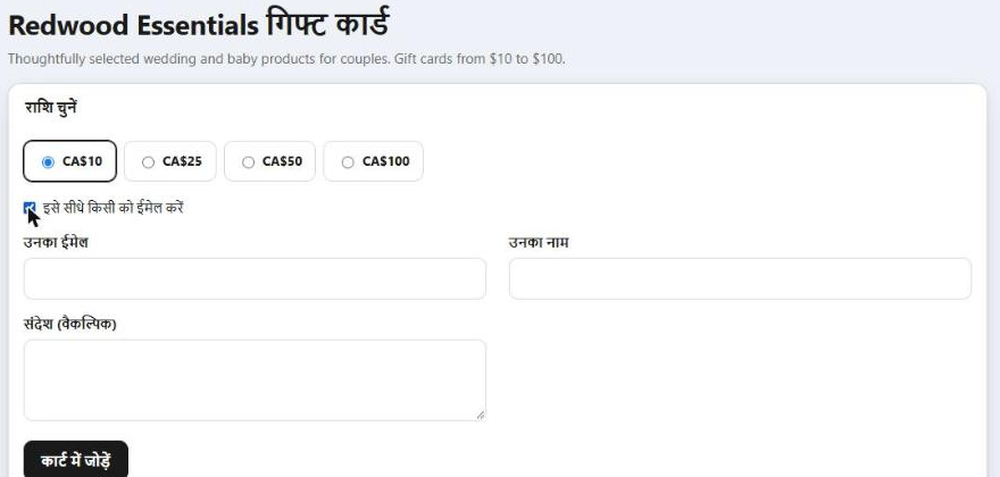 Redwood Essentials गिफ्ट कार्ड
Thoughtfully selected wedding and baby products for couples. Gift cards from $10 to $100.
राशि चुनें
CA$10 CA$25 CA$50 CA$100
इसे सीधे किसी को ईमेल करें
उनका ईमेल उनका नाम
संदेश (वैकल्पिक)
कार्ट में जोड़ें